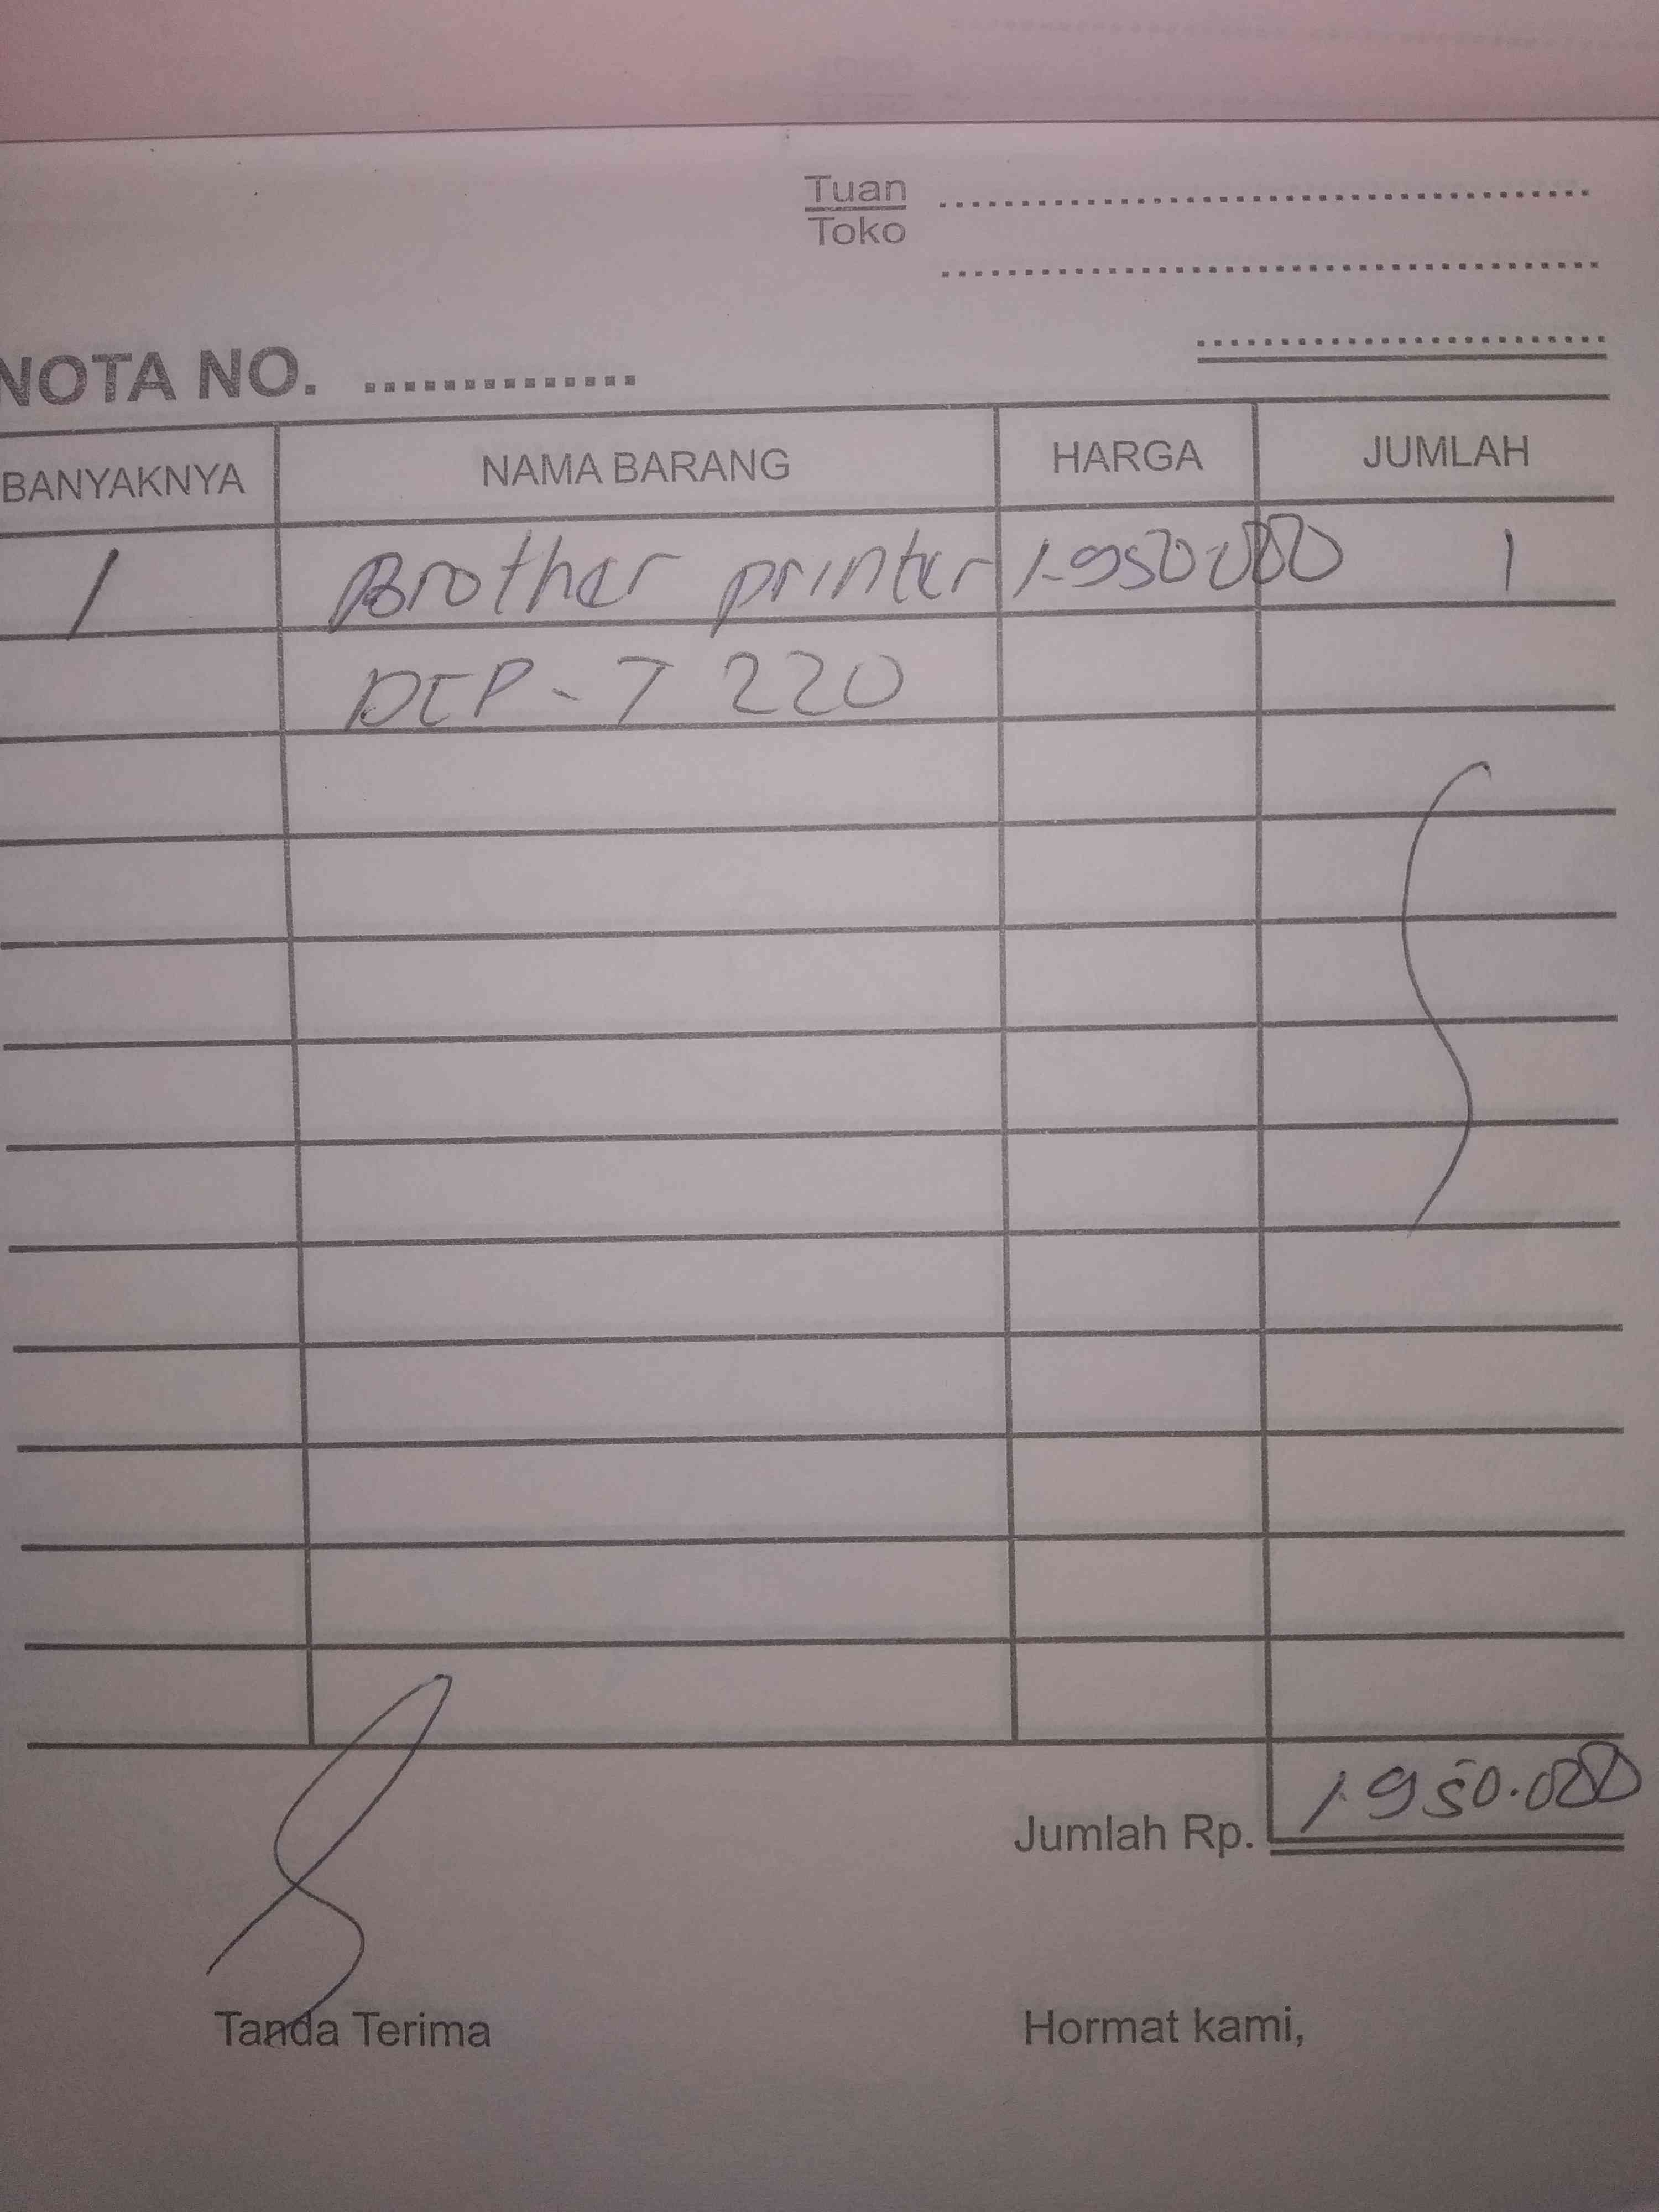 Tuan
Toko
NOTA NO. ..............
BANYAKNYA NAMA BARANG HARGA JUMLAH
1 Brother printer 1.950.000 1
DCP - T 220
Jumlah Rp. 1.950.000
Tanda Terima Hormat kami,